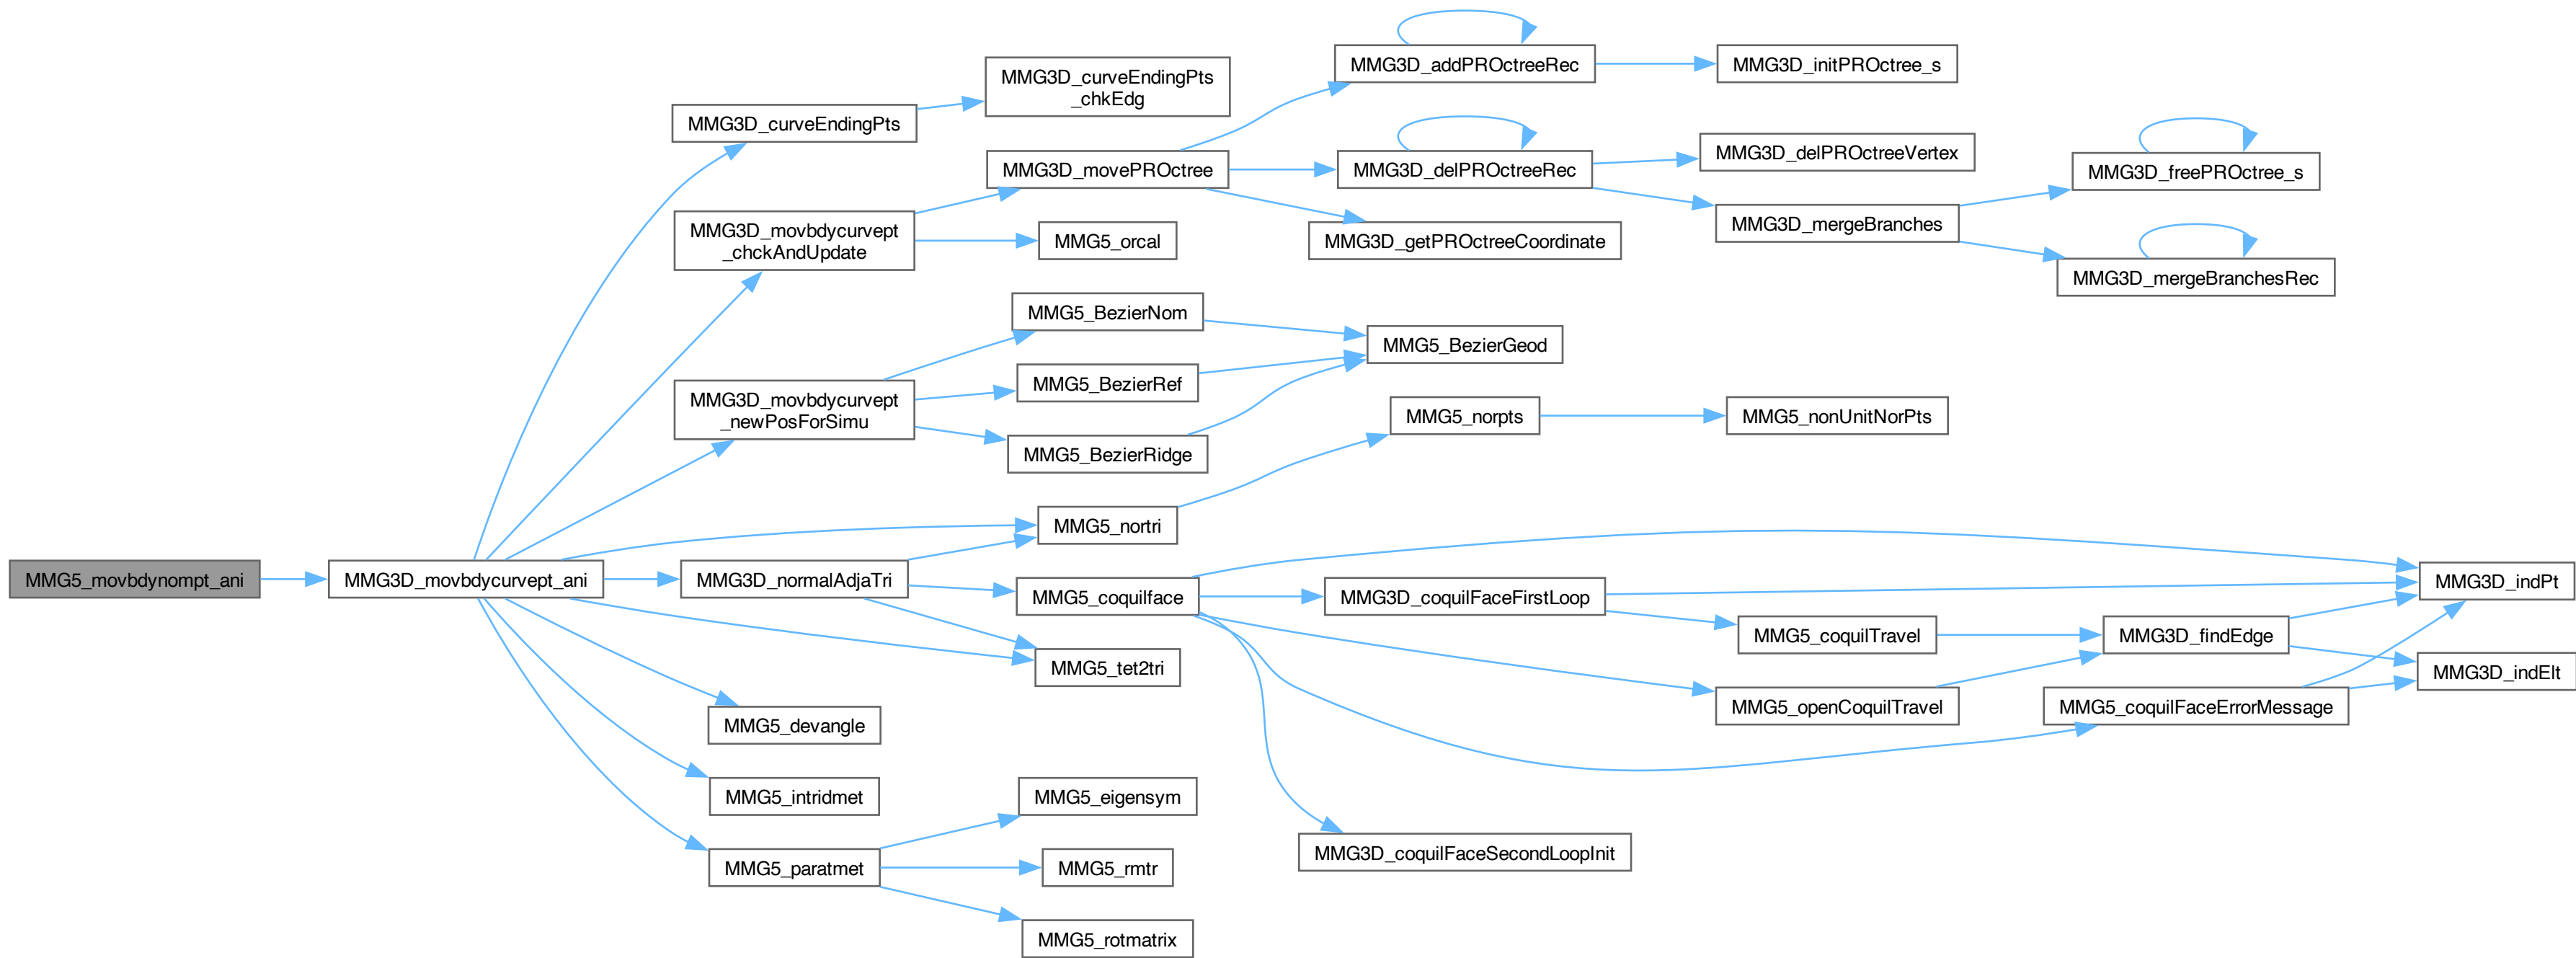 MMG5_movbdynompt_ani
MMG3D_movbdycurvept_ani
MMG3D_curveEndingPts
MMG3D_curveEndingPts
_chkEdg
MMG3D_movbdycurvept
_chckAndUpdate
MMG3D_movePROctree
MMG3D_addPROctreeRec
MMG3D_initPROctree_s
MMG3D_delPROctreeRec
MMG3D_delPROctreeVertex
MMG3D_mergeBranches
MMG3D_freePROctree_s
MMG3D_mergeBranchesRec
MMG3D_getPROctreeCoordinate
MMG5_orcal
MMG3D_movbdycurvept
_newPosForSimu
MMG5_BezierNom
MMG5_BezierGeod
MMG5_BezierRef
MMG5_BezierRidge
MMG5_nortri
MMG5_norpts
MMG5_nonUnitNorPts
MMG3D_normalAdjaTri
MMG5_coquilface
MMG3D_coquilFaceFirstLoop
MMG3D_indPt
MMG5_coquilTravel
MMG3D_findEdge
MMG3D_indElt
MMG5_openCoquilTravel
MMG5_coquilFaceErrorMessage
MMG3D_coquilFaceSecondLoopInit
MMG5_tet2tri
MMG5_devangle
MMG5_intridmet
MMG5_paratmet
MMG5_eigensym
MMG5_rmtr
MMG5_rotmatrix